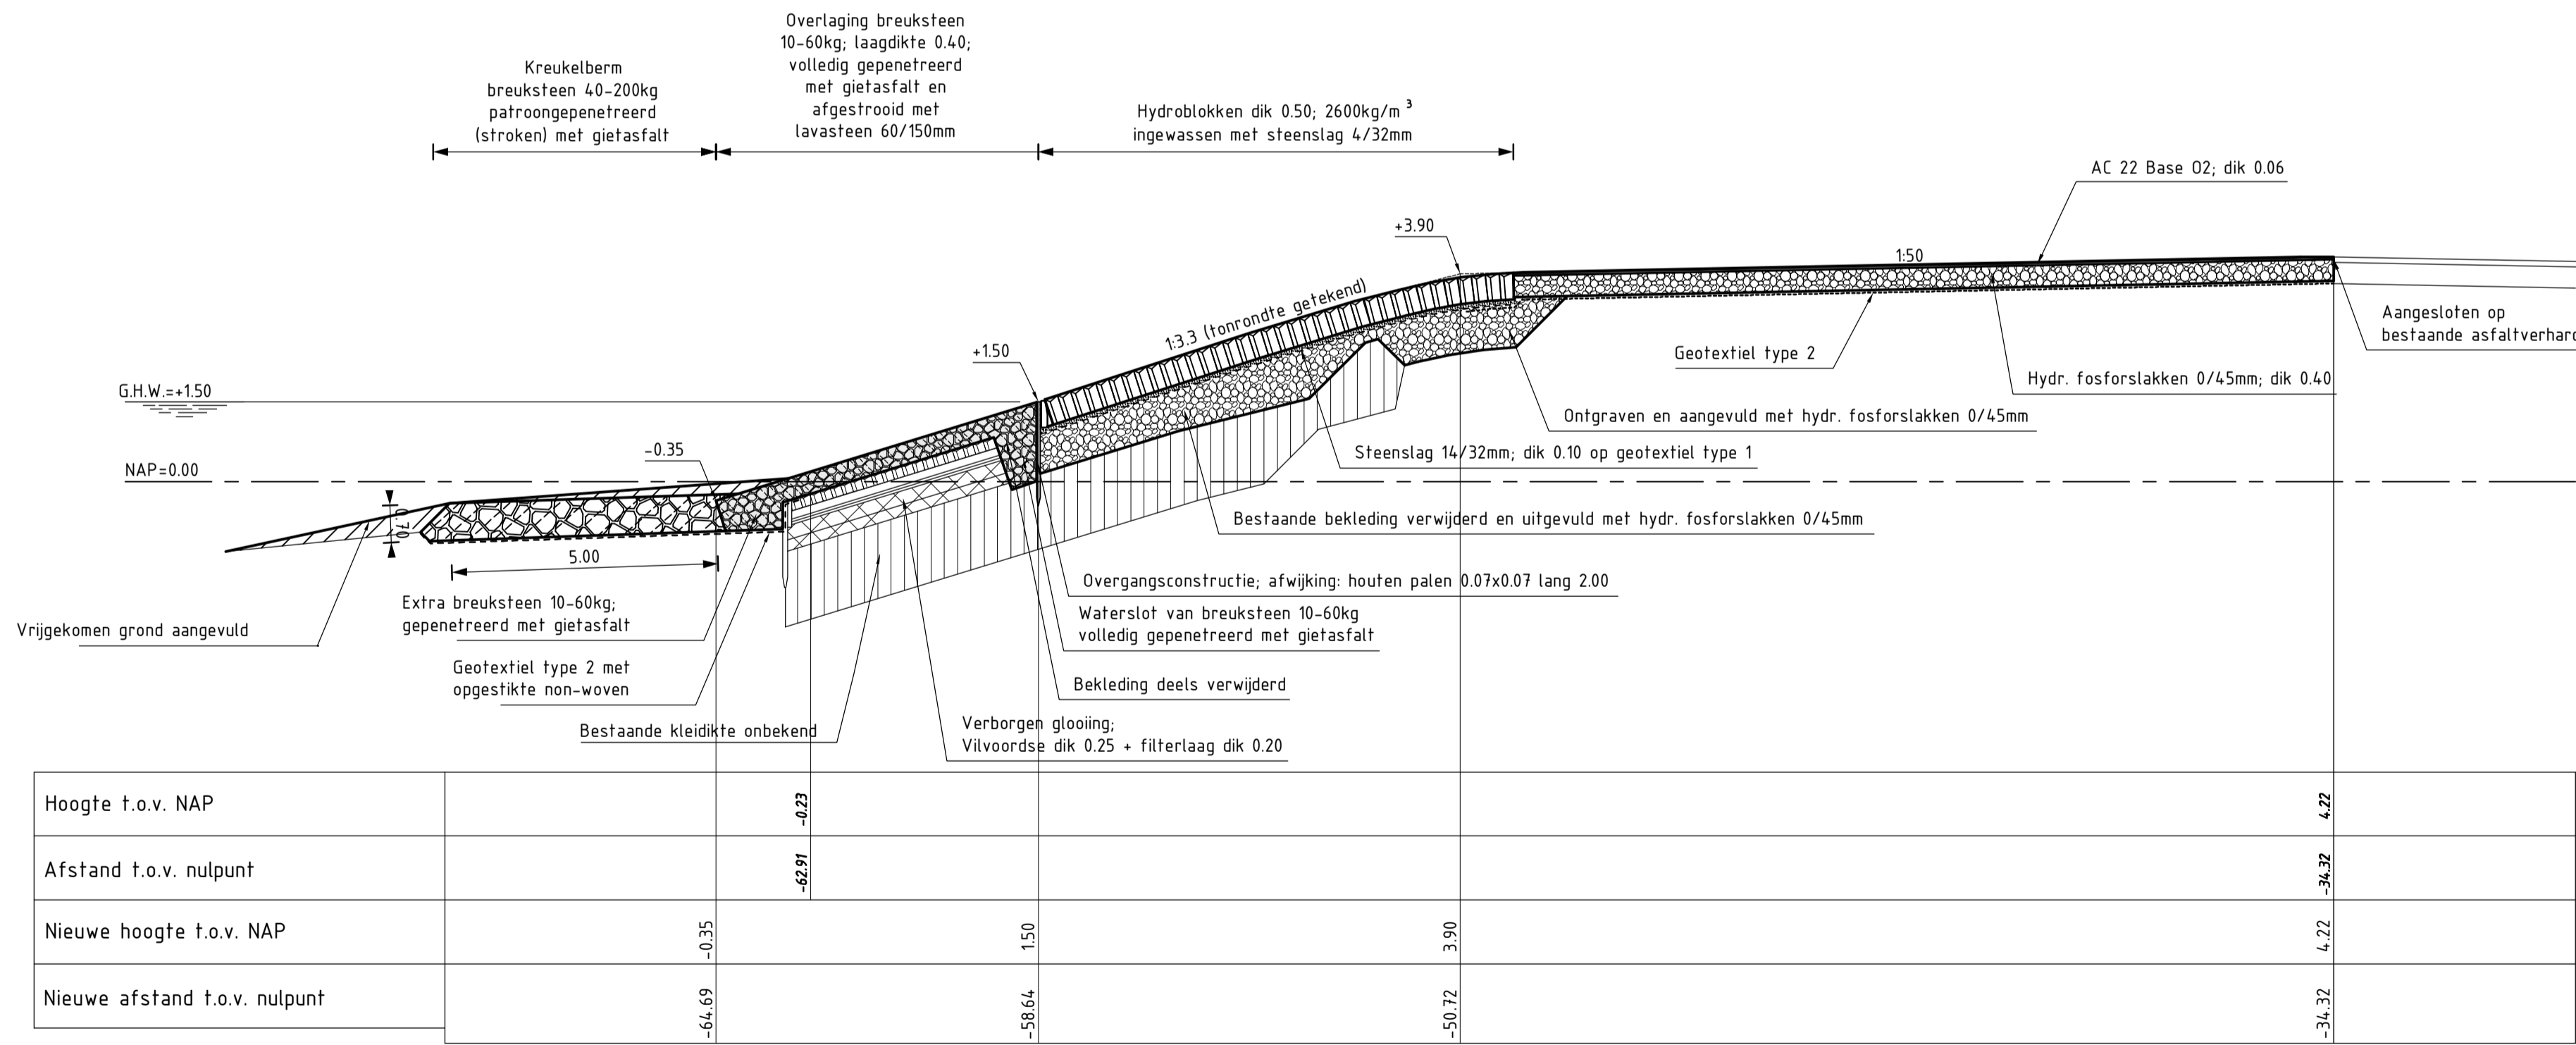 Kreukelberm
breuksteen 40-200kg
patroongepenetreerd
(stroken) met gietasfalt
Overlaging breuksteen
10-60kg; laagdikte 0.40;
volledig gepenetreerd
met gietasfalt en
afgestrooid met
lavasteen 60/150mm
Hydroblokken dik 0.50; 2600kg/m³
ingewassen met steenslag 4/32mm
AC 22 Base O2; dik 0.06
+3.90
1:50
1:3.3 (tonrondte getekend)
+1.50
G.H.W.=+1.50
-0.35
NAP=0.00
0.70
5.00
Aangesloten op
bestaande asfaltverhard
Geotextiel type 2
Hydr. fosforslakken 0/45mm; dik 0.40
Ontgraven en aangevuld met hydr. fosforslakken 0/45mm
Steenslag 14/32mm; dik 0.10 op geotextiel type 1
Bestaande bekleding verwijderd en uitgevuld met hydr. fosforslakken 0/45mm
Overgangsconstructie; afwijking: houten palen 0.07x0.07 lang 2.00
Waterslot van breuksteen 10-60kg
volledig gepenetreerd met gietasfalt
Bekleding deels verwijderd
Verborgen glooiing;
Vilvoordse dik 0.25 + filterlaag dik 0.20
Extra breuksteen 10-60kg;
gepenetreerd met gietasfalt
Vrijgekomen grond aangevuld
Geotextiel type 2 met
opgestikte non-woven
Bestaande kleidikte onbekend
Hoogte t.o.v. NAP
-0.23
4.22
Afstand t.o.v. nulpunt
-62.91
-34.32
Nieuwe hoogte t.o.v. NAP
-0.35
1.50
3.90
4.22
Nieuwe afstand t.o.v. nulpunt
-64.69
-58.64
-50.72
-34.32